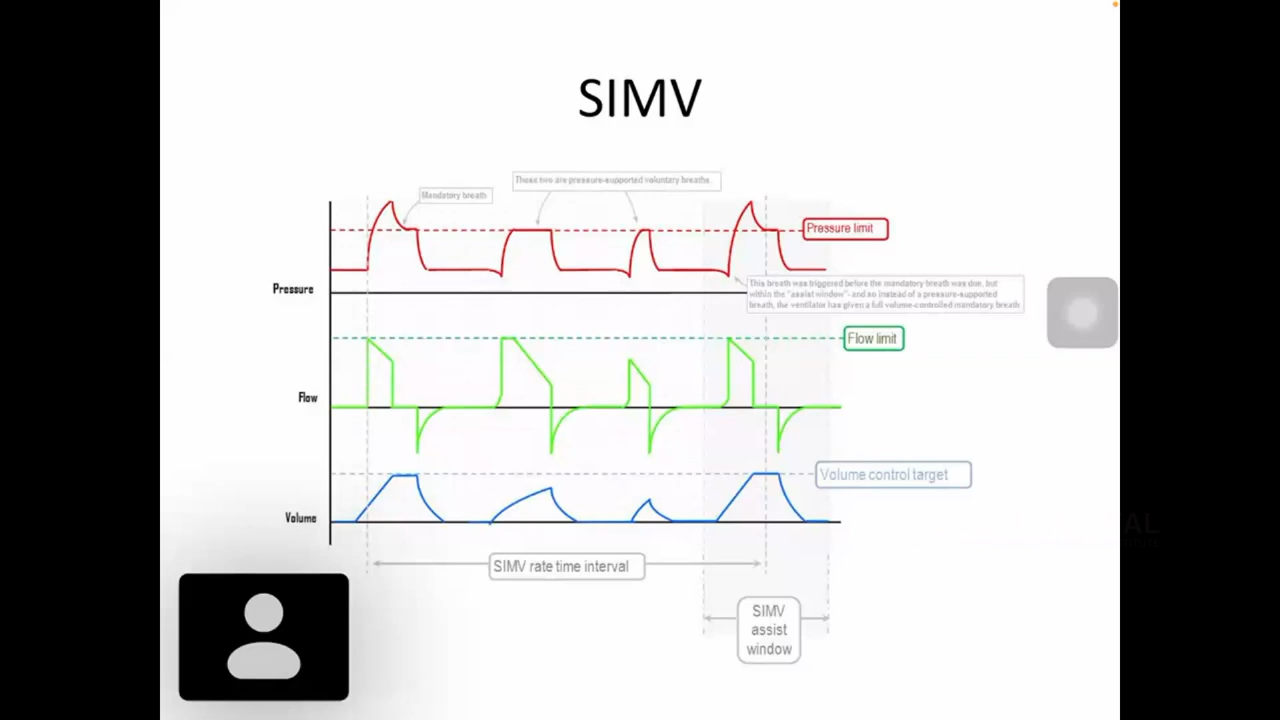 SIMV
These two are pressure-supported voluntary breaths
Mandatory breath
Pressure limit
This breath was triggered before the mandatory breath was due, but
within the "assist window"- and so instead of a pressure-supported
breath, the ventilator has given a full volume-controlled mandatory breath
Pressure
Flow limit
Flow
Volume control target
Volume
SIMV rate time interval
SIMV
assist
window